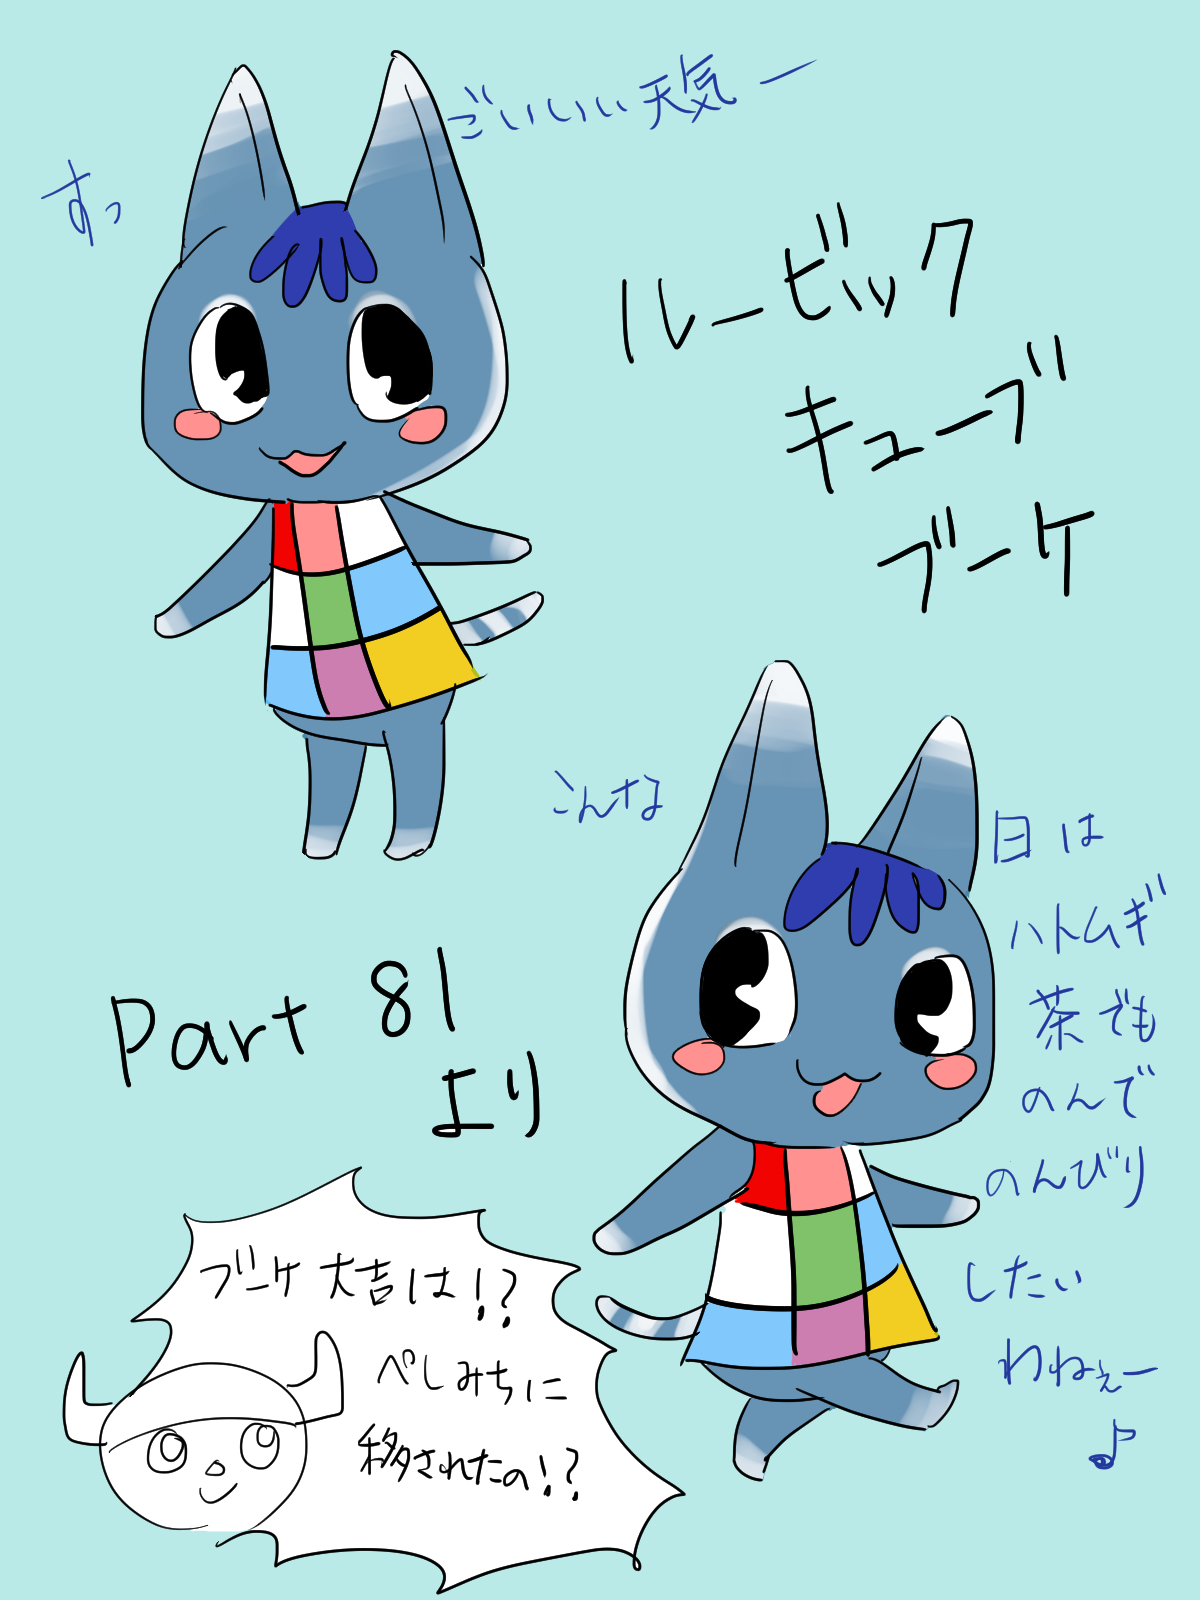 すっ
ごいいい天気ー
ルービック
キューブ
ブーケ
こんな
日は
ハトムギ
茶でも
のんで
のんびり
したい
わねぇー
♪
Part 81
より
ブーケ大吉は!?
ぺしみちに
移されたの!?